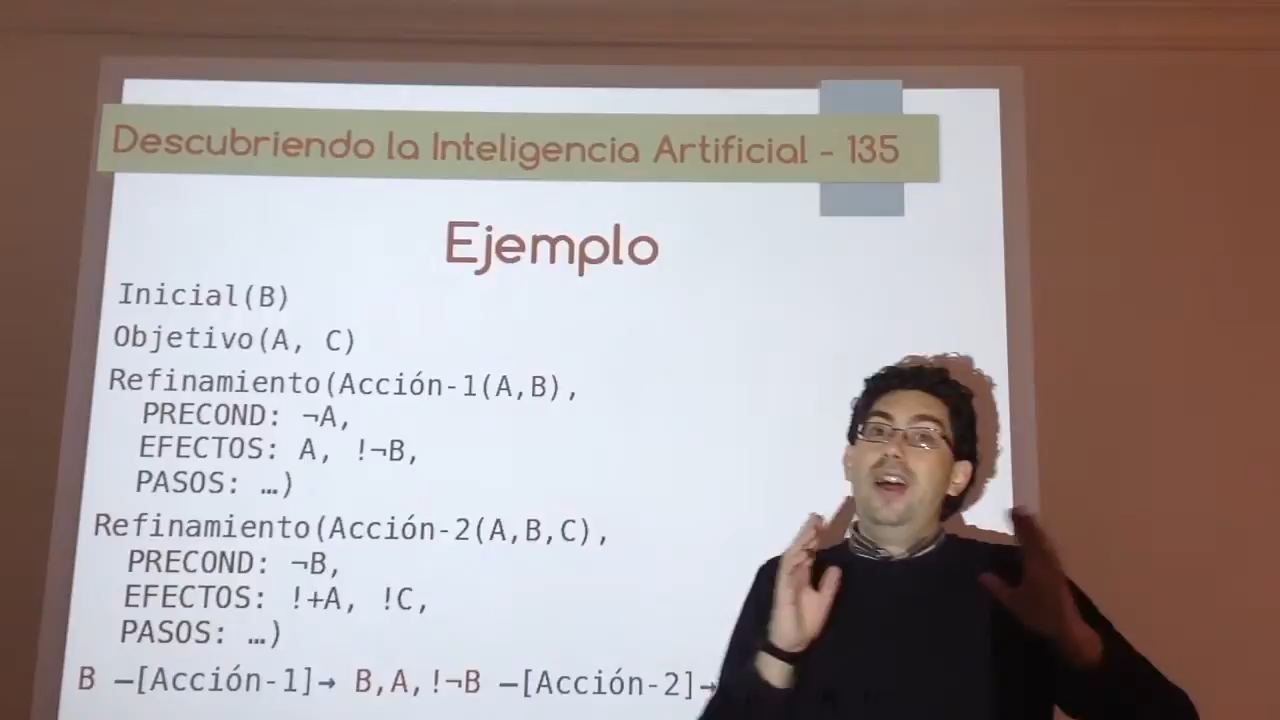 Descubriendo la Inteligencia Artificial - 135
Ejemplo
Inicial(B)
Objetivo(A, C)
Refinamiento(Acción-1(A,B),
PRECOND: ¬A,
EFECTOS: A, !¬B,
PASOS: …)
Refinamiento(Acción-2(A,B,C),
PRECOND: ¬B,
EFECTOS: !+A, !C,
PASOS: …)
B —[Acción-1]→ B,A,!¬B —[Acción-2]→